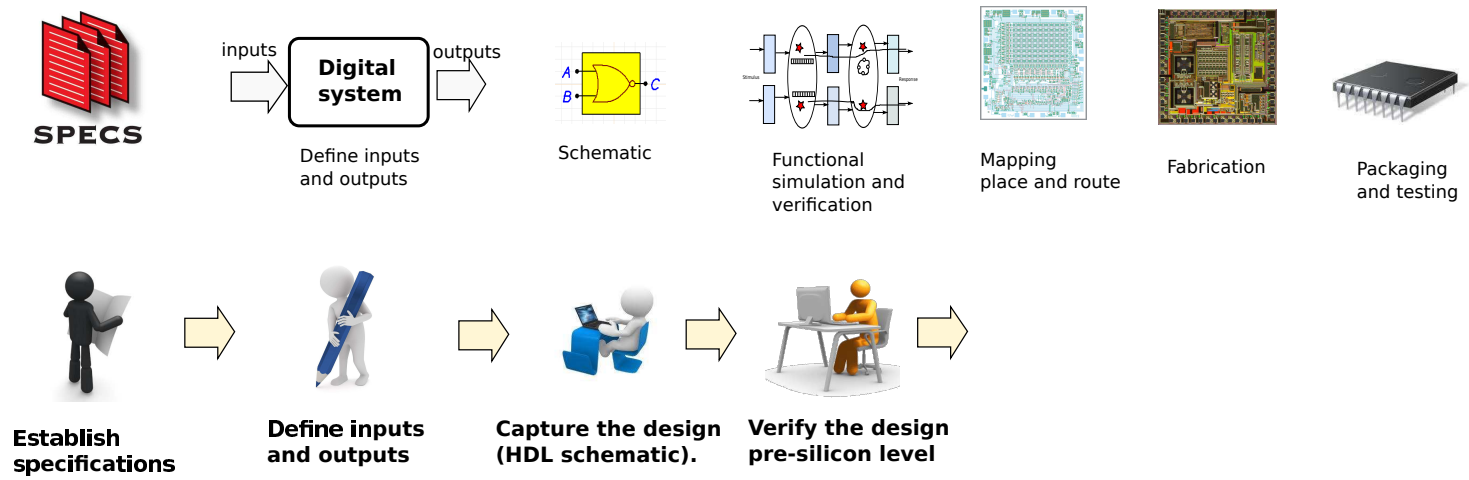 SPECS
inputs
Digital
system
outputs
Define inputs
and outputs
A
B
C
Schematic
Stimulus
Response
Functional
simulation and
verification
Mapping
place and route
Fabrication
Packaging
and testing
Establish
specifications
Define inputs
and outputs
Capture the design
(HDL schematic).
Verify the design
pre-silicon level